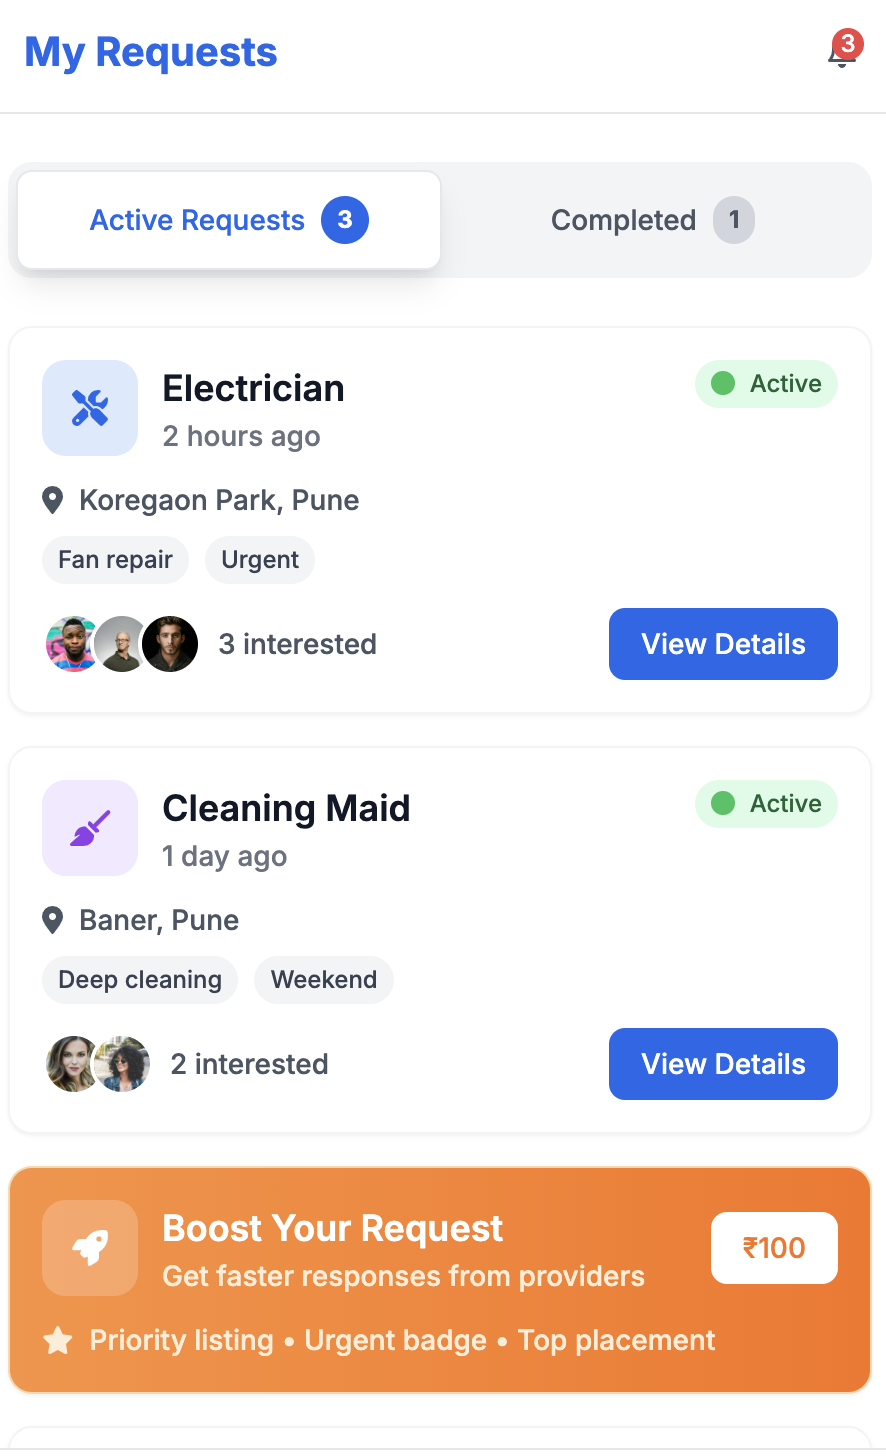 My Requests
3
Active Requests 3
Completed 1
Electrician
Active
2 hours ago
Koregaon Park, Pune
Fan repair
Urgent
3 interested
View Details
Cleaning Maid
Active
1 day ago
Baner, Pune
Deep cleaning
Weekend
2 interested
View Details
Boost Your Request
Get faster responses from providers
₹100
Priority listing • Urgent badge • Top placement